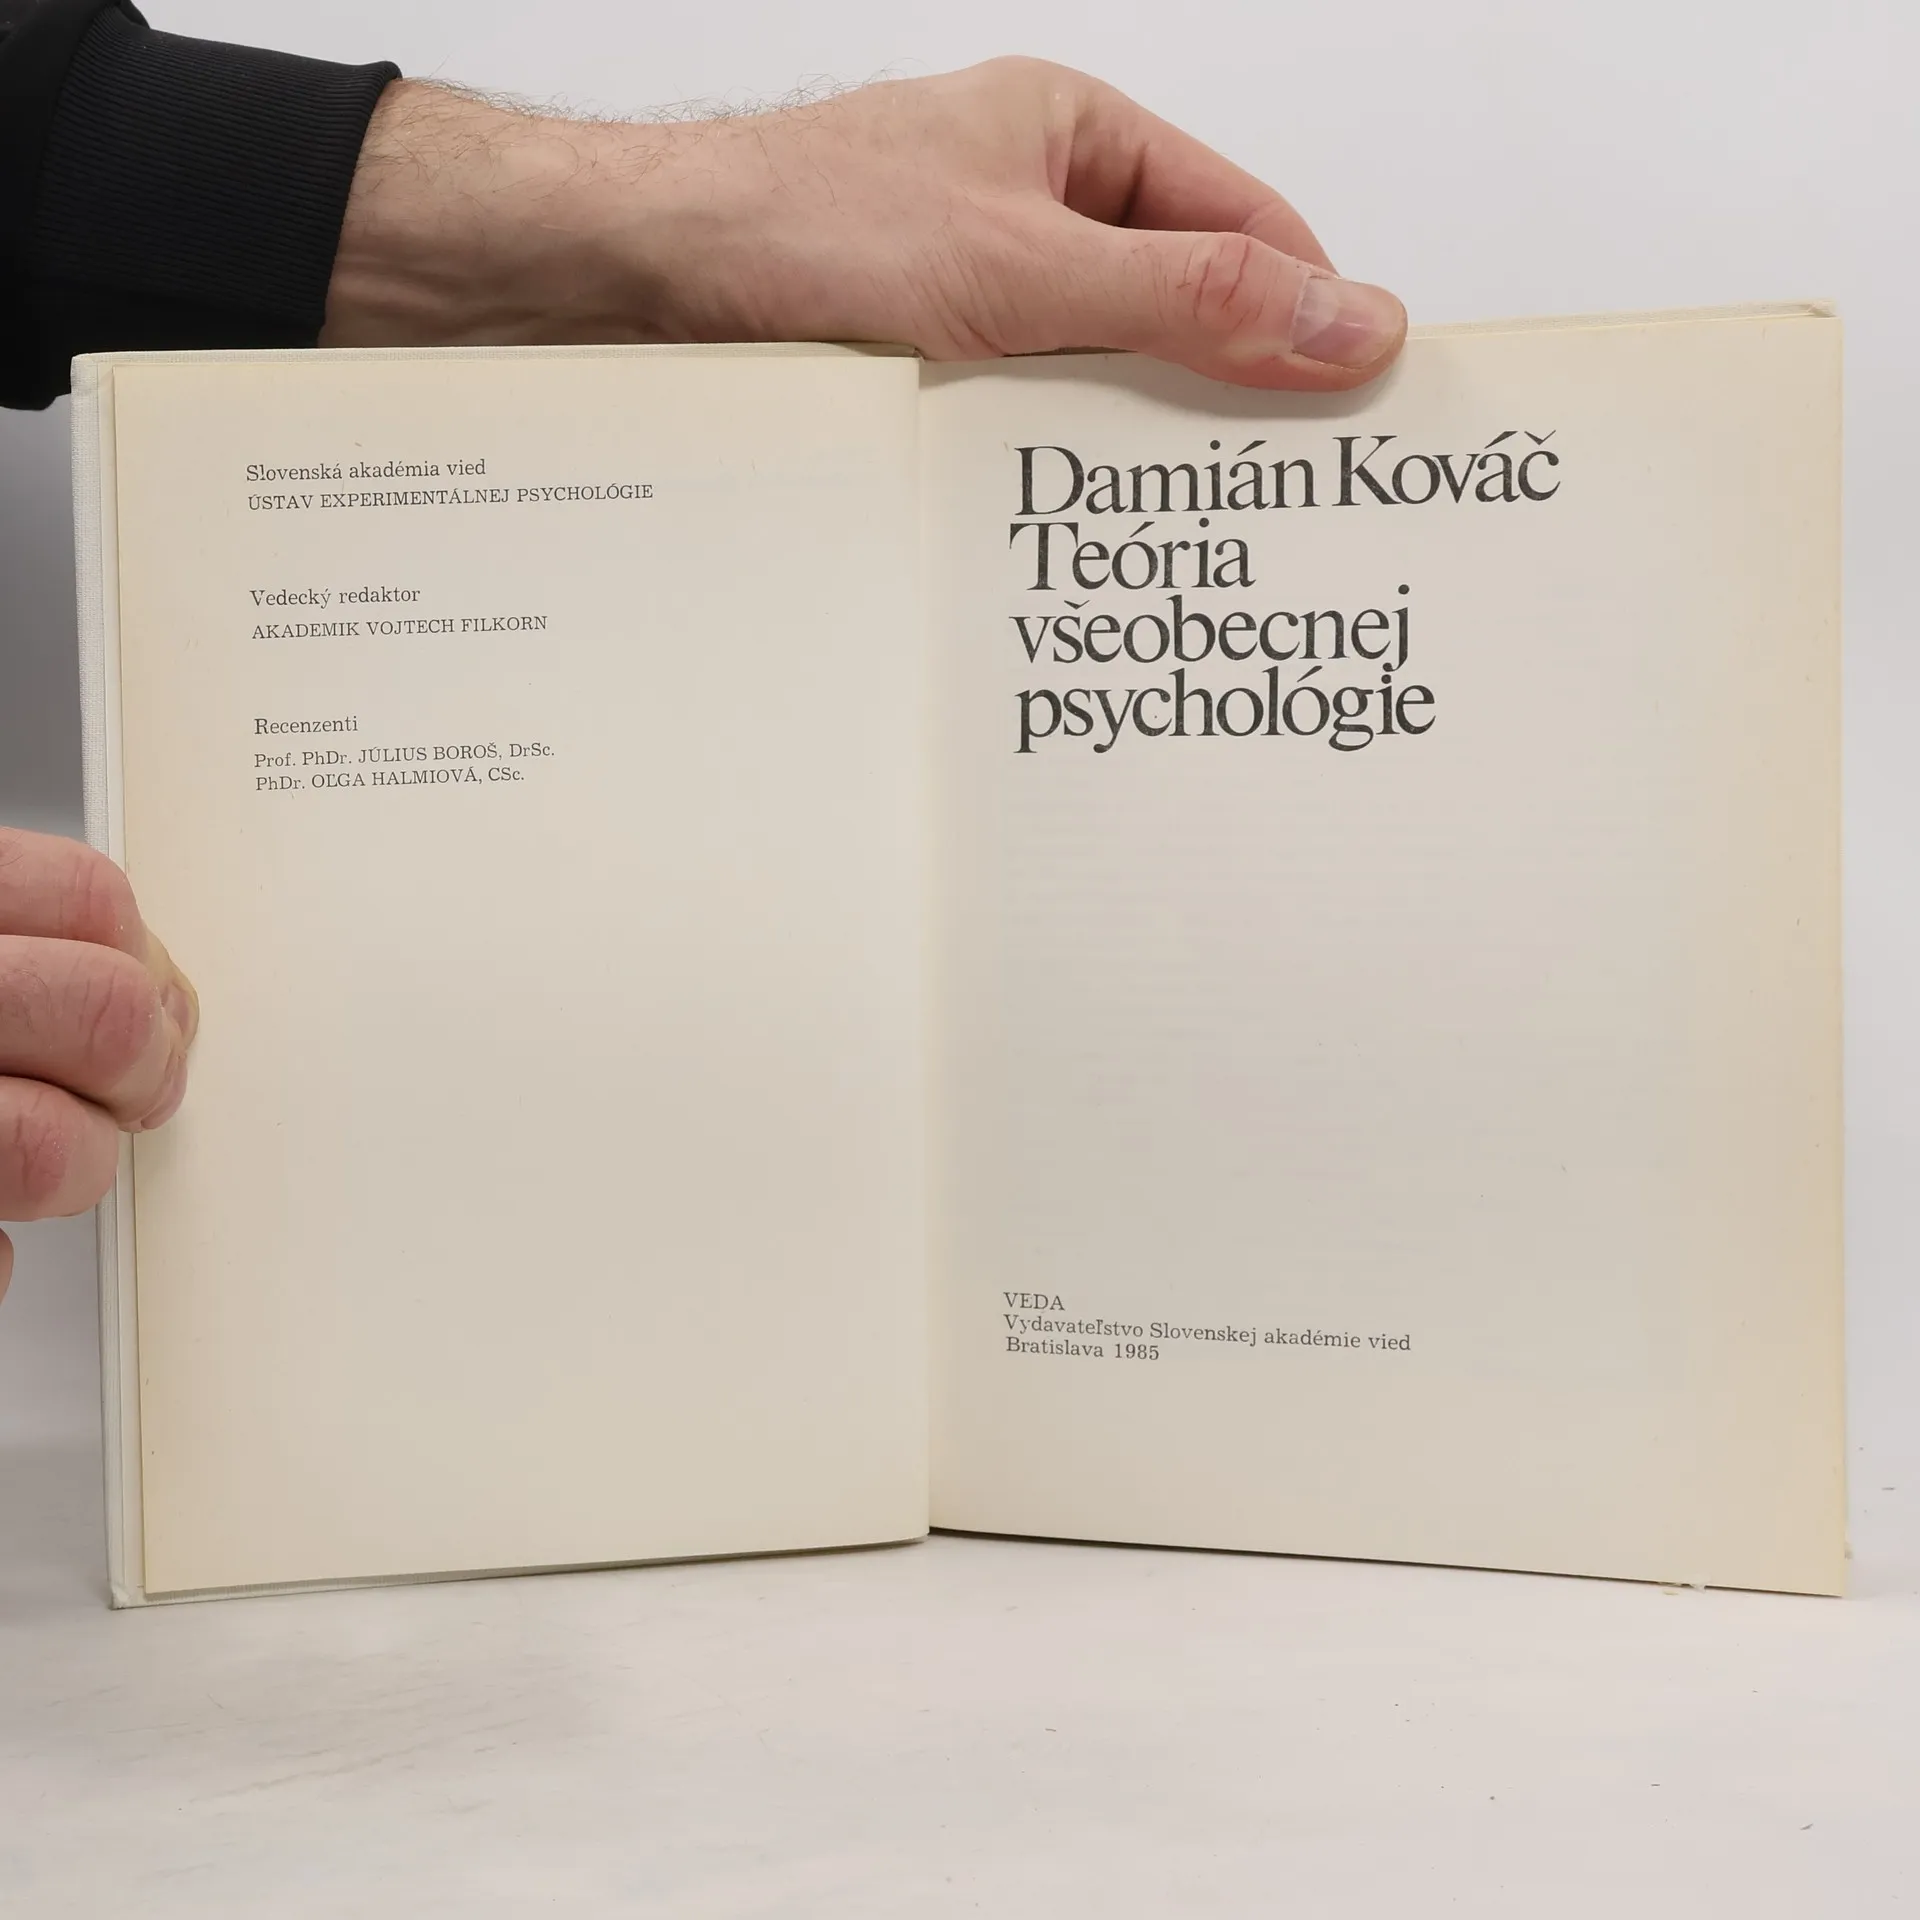 Slovenská akadémia vied
ÚSTAV EXPERIMENTÁLNEJ PSYCHOLÓGIE
Vedecký redaktor
AKADEMIK VOJTECH FILKORN
Recenzenti
Prof. PhDr. JÚLIUS BOROŠ, DrSc.
PhDr. OĽGA HALMIOVÁ, CSc.
Damián Kováč
Teória
všeobecnej
psychológie
VEDA
Vydavateľstvo Slovenskej akadémie vied
Bratislava 1985